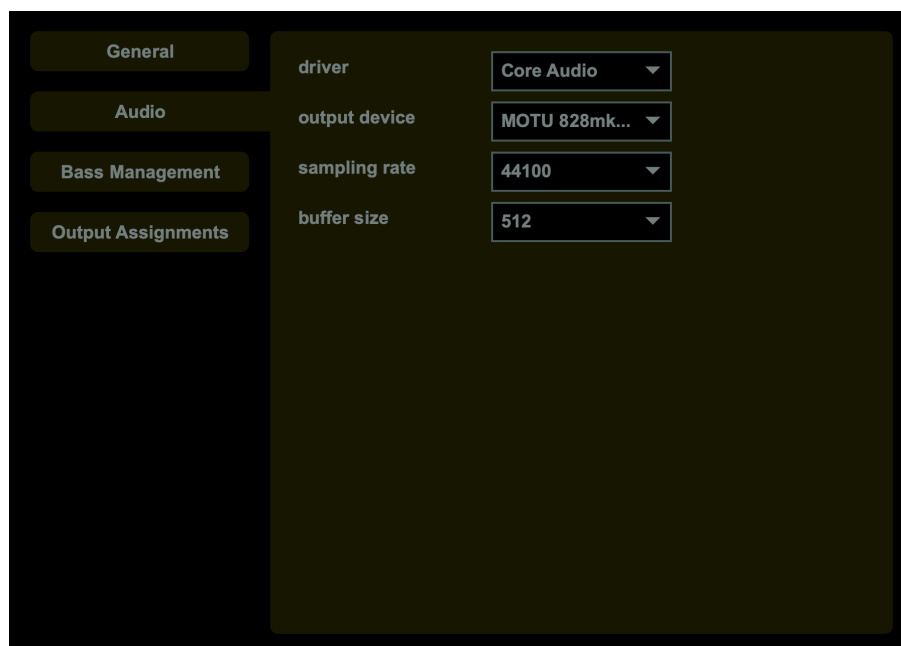 General
Audio
Bass Management
Output Assignments
driver
Core Audio
output device
MOTU 828mk...
sampling rate
44100
buffer size
512